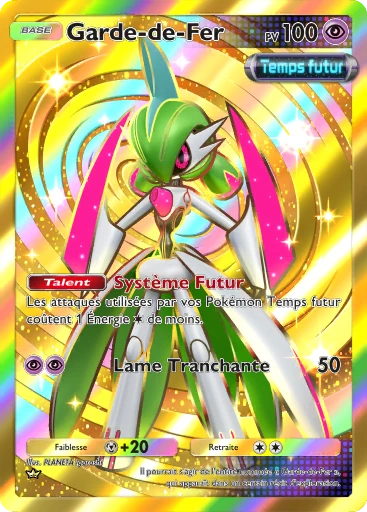 BASE Garde-de-Fer PV 100
Temps futur
Talent Système Futur
Les attaques utilisées par vos Pokémon Temps futur
coûtent 1 Énergie de moins.
Lame Tranchante 50
Faiblesse +20 Retraite
Illus. PLANETA Igarashi
Il pourrait s'agir de l'entité nommée « Garde-de-Fer »,
qui apparaît dans un certain récit d'exploration.